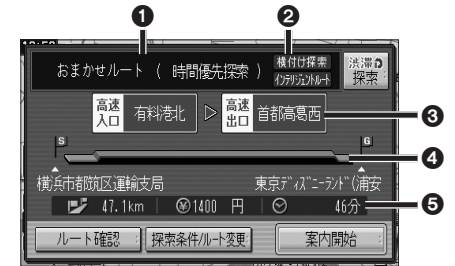 ❶ ❷
おまかせルート ( 時間優先探索 ) 横付け探索
インテリジェントルート
渋滞
探索
高速入口 有料港北 ▷ 高速出口 首都高葛西 ❸
S G
❹
横浜市都筑区運輸支局 東京ディズニーランド(浦安
47.1km ¥1400 円 46分 ❺
ルート確認 探索条件/ルート変更 案内開始